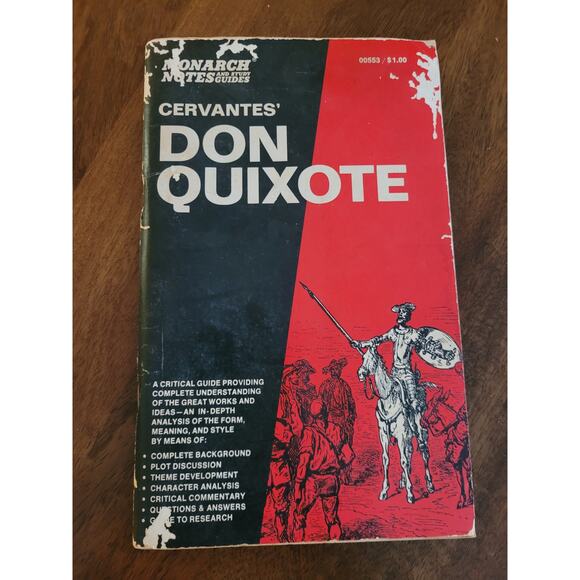 MONARCH
NOTES AND STUDY GUIDES
00553 / $1.00
CERVANTES'
DON
QUIXOTE
A CRITICAL GUIDE PROVIDING
COMPLETE UNDERSTANDING
OF THE GREAT WORKS AND
IDEAS—AN IN-DEPTH
ANALYSIS OF THE FORM,
MEANING, AND STYLE
BY MEANS OF:
• COMPLETE BACKGROUND
• PLOT DISCUSSION
• THEME DEVELOPMENT
• CHARACTER ANALYSIS
• CRITICAL COMMENTARY
• QUESTIONS & ANSWERS
• GUIDE TO RESEARCH